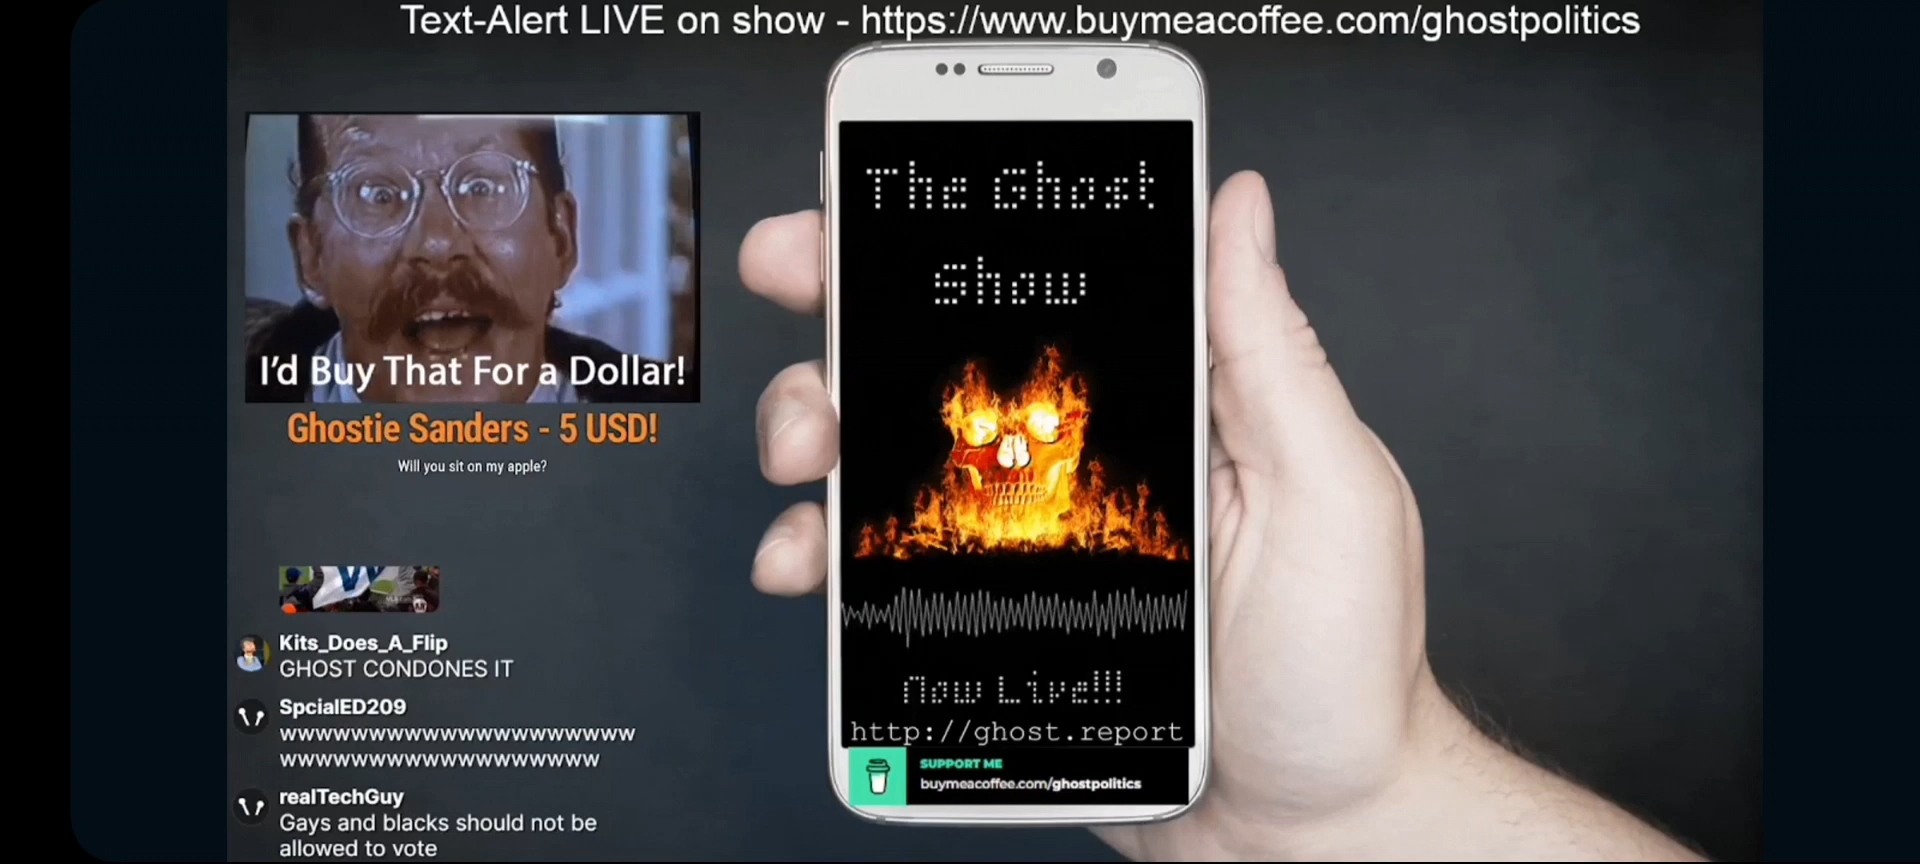 Text-Alert LIVE on show - https://www.buymeacoffee.com/ghostpolitics
I'd Buy That For a Dollar!
Ghostie Sanders - 5 USD!
Will you sit on my apple?
W
Kits_Does_A_Flip
GHOST CONDONES IT
SpcialED209
wwwwwwwwwwwwwwwwwwww
wwwwwwwwwwwwwwwwww
realTechGuy
Gays and blacks should not be
allowed to vote
The Ghost
Show
Now Live!!!
http://ghost.report
SUPPORT ME
buymeacoffee.com/ghostpolitics